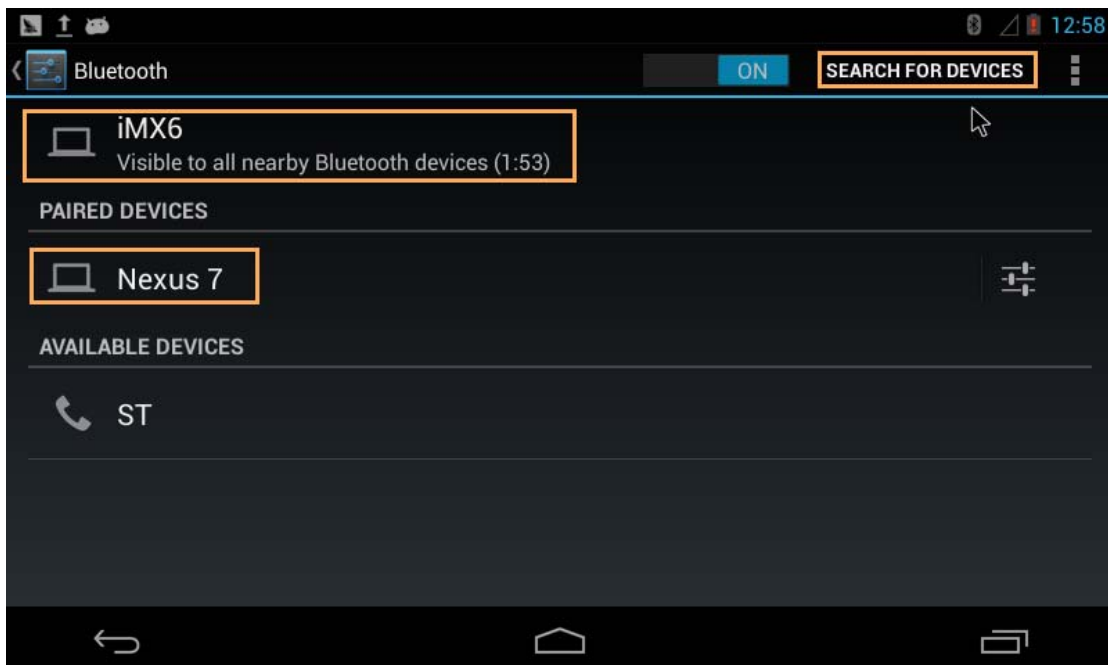 12:58
Bluetooth ON SEARCH FOR DEVICES
iMX6
Visible to all nearby Bluetooth devices (1:53)
PAIRED DEVICES
Nexus 7
AVAILABLE DEVICES
ST